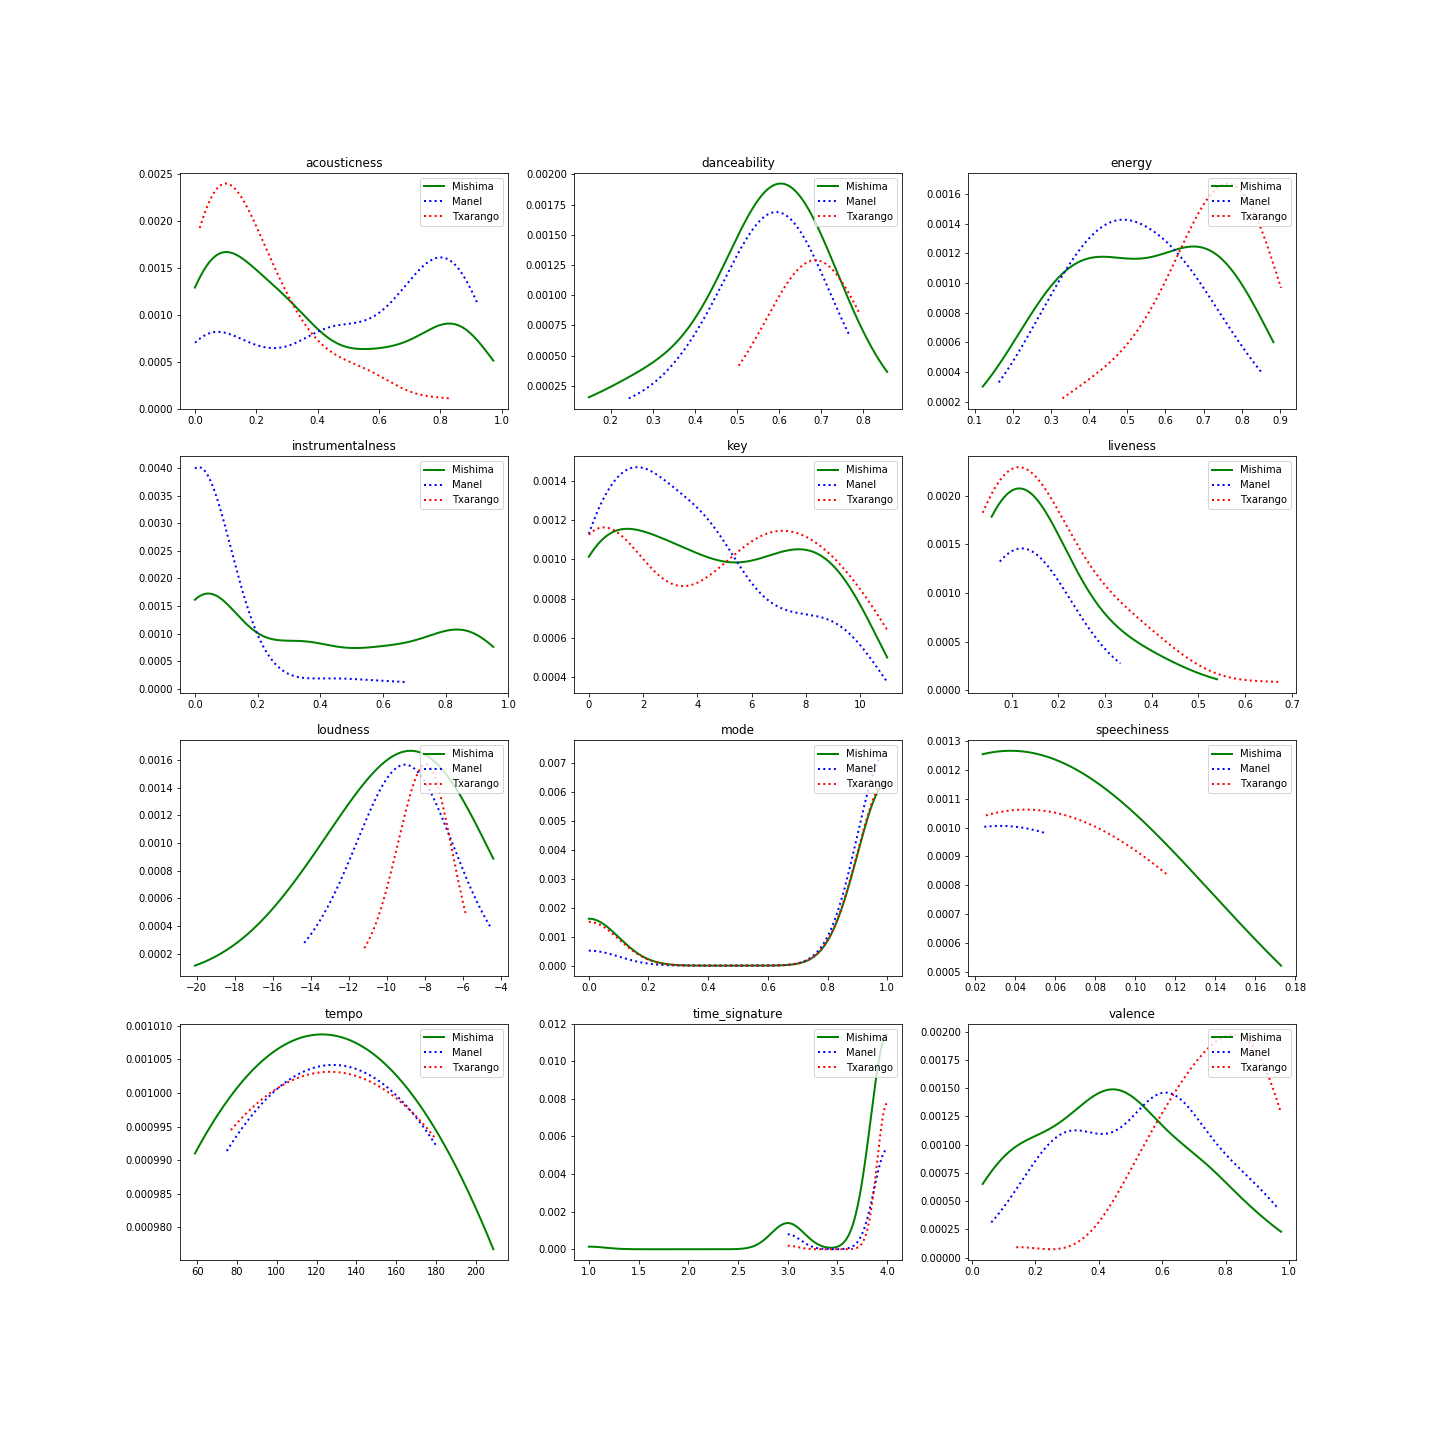 acousticness
0.0025
0.0020
0.0015
0.0010
0.0005
0.0000
Mishima
Manel
Txarango
0.0 0.2 0.4 0.6 0.8 1.0
danceability
0.00200
0.00175
0.00150
0.00125
0.00100
0.00075
0.00050
0.00025
Mishima
Manel
Txarango
0.2 0.3 0.4 0.5 0.6 0.7 0.8
energy
0.0016
0.0014
0.0012
0.0010
0.0008
0.0006
0.0004
0.0002
Mishima
Manel
Txarango
0.1 0.2 0.3 0.4 0.5 0.6 0.7 0.8 0.9
instrumentalness
0.0040
0.0035
0.0030
0.0025
0.0020
0.0015
0.0010
0.0005
0.0000
Mishima
Manel
Txarango
0.0 0.2 0.4 0.6 0.8 1.0
key
0.0014
0.0012
0.0010
0.0008
0.0006
0.0004
Mishima
Manel
Txarango
0 2 4 6 8 10
liveness
0.0020
0.0015
0.0010
0.0005
0.0000
Mishima
Manel
Txarango
0.1 0.2 0.3 0.4 0.5 0.6 0.7
loudness
0.0016
0.0014
0.0012
0.0010
0.0008
0.0006
0.0004
0.0002
Mishima
Manel
Txarango
−20 −18 −16 −14 −12 −10 −8 −6 −4
mode
0.007
0.006
0.005
0.004
0.003
0.002
0.001
0.000
Mishima
Manel
Txarango
0.0 0.2 0.4 0.6 0.8 1.0
speechiness
0.0013
0.0012
0.0011
0.0010
0.0009
0.0008
0.0007
0.0006
0.0005
Mishima
Manel
Txarango
0.02 0.04 0.06 0.08 0.10 0.12 0.14 0.16 0.18
tempo
0.001010
0.001005
0.001000
0.000995
0.000990
0.000985
0.000980
Mishima
Manel
Txarango
60 80 100 120 140 160 180 200
time_signature
0.012
0.010
0.008
0.006
0.004
0.002
0.000
Mishima
Manel
Txarango
1.0 1.5 2.0 2.5 3.0 3.5 4.0
valence
0.00200
0.00175
0.00150
0.00125
0.00100
0.00075
0.00050
0.00025
0.00000
Mishima
Manel
Txarango
0.0 0.2 0.4 0.6 0.8 1.0